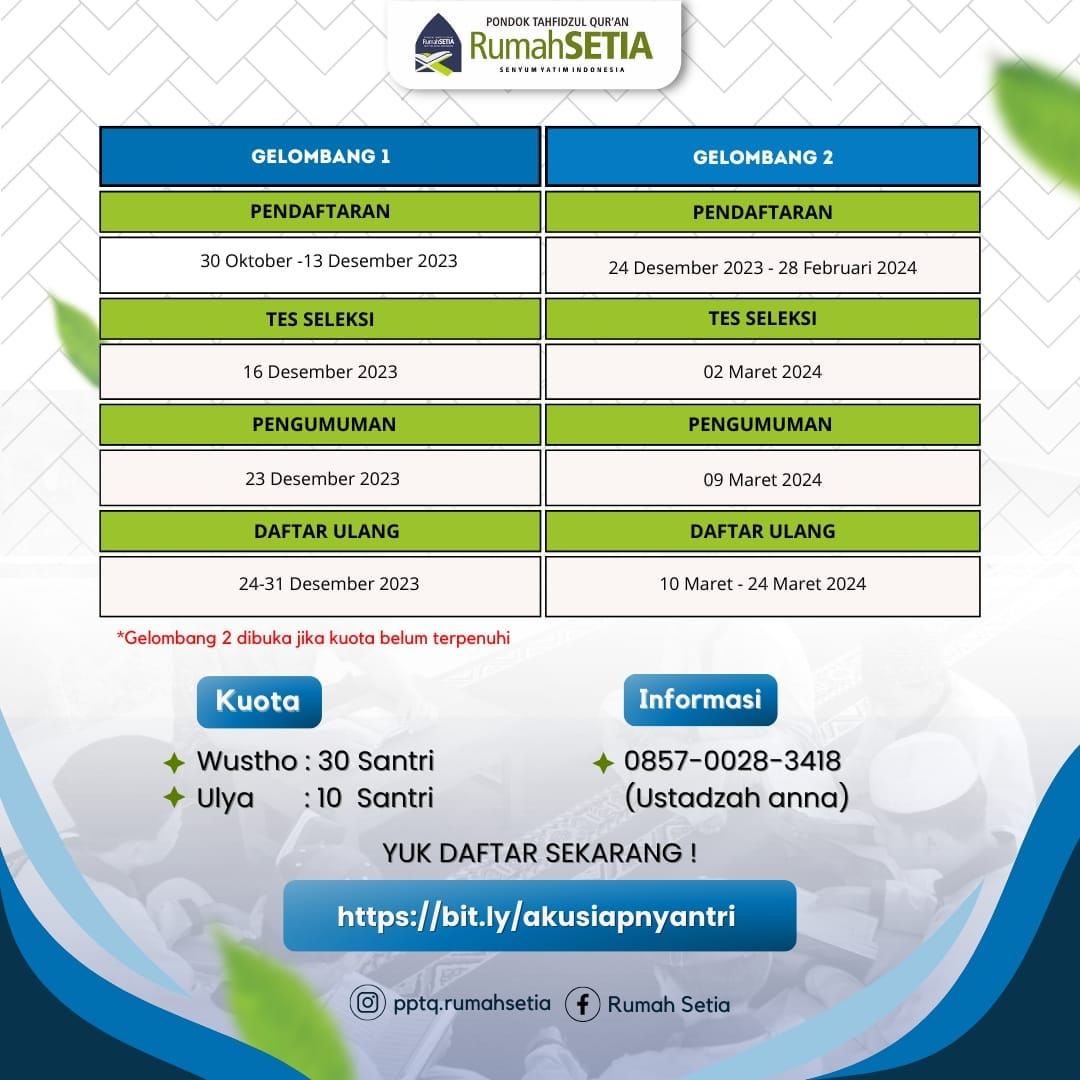 PONDOK TAHFIDZUL QUR'AN
RumahSETIA
SENYUM YATIM INDONESIA
GELOMBANG 1
GELOMBANG 2
PENDAFTARAN
PENDAFTARAN
30 Oktober -13 Desember 2023
24 Desember 2023 - 28 Februari 2024
TES SELEKSI
TES SELEKSI
16 Desember 2023
02 Maret 2024
PENGUMUMAN
PENGUMUMAN
23 Desember 2023
09 Maret 2024
DAFTAR ULANG
DAFTAR ULANG
24-31 Desember 2023
10 Maret - 24 Maret 2024
*Gelombang 2 dibuka jika kuota belum terpenuhi
Kuota
Wustho : 30 Santri
Ulya : 10 Santri
Informasi
0857-0028-3418
(Ustadzah anna)
YUK DAFTAR SEKARANG !
https://bit.ly/akusiapnyantri
pptq.rumahsetia
Rumah Setia